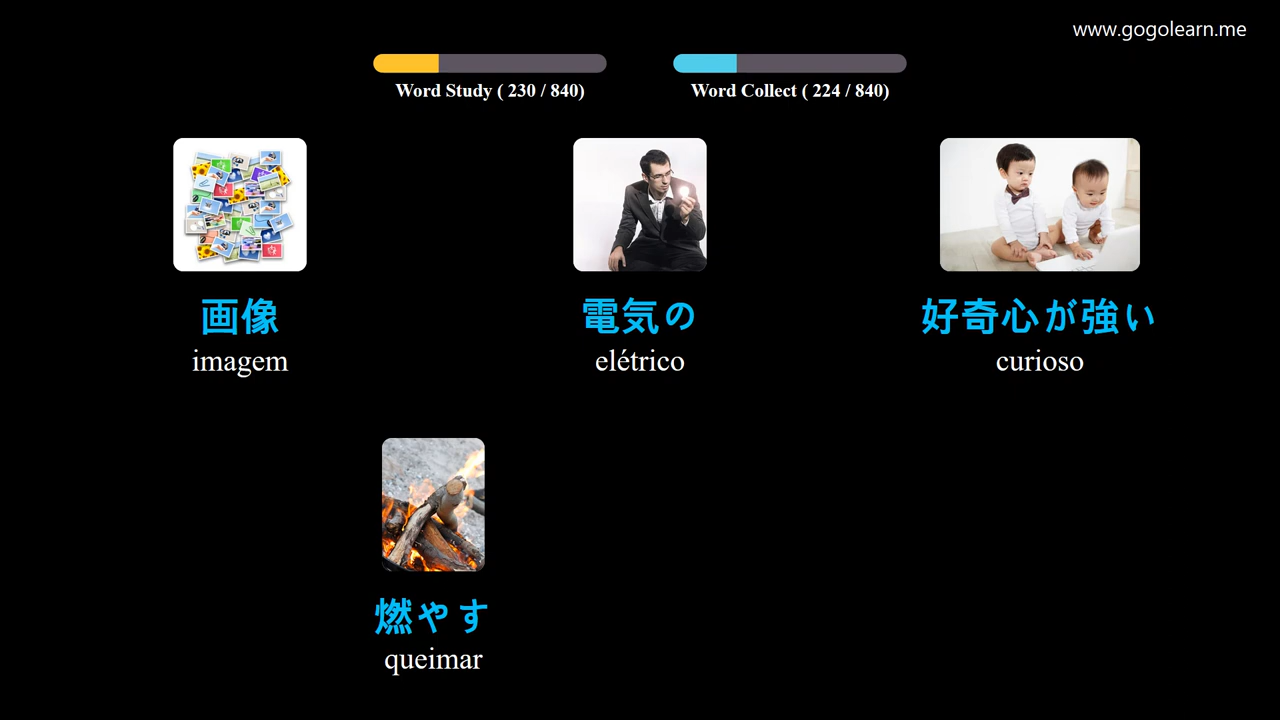 www.gogolearn.me
Word Study ( 230 / 840)
Word Collect ( 224 / 840)
画像
imagem
電気の
elétrico
好奇心が強い
curioso
燃やす
queimar